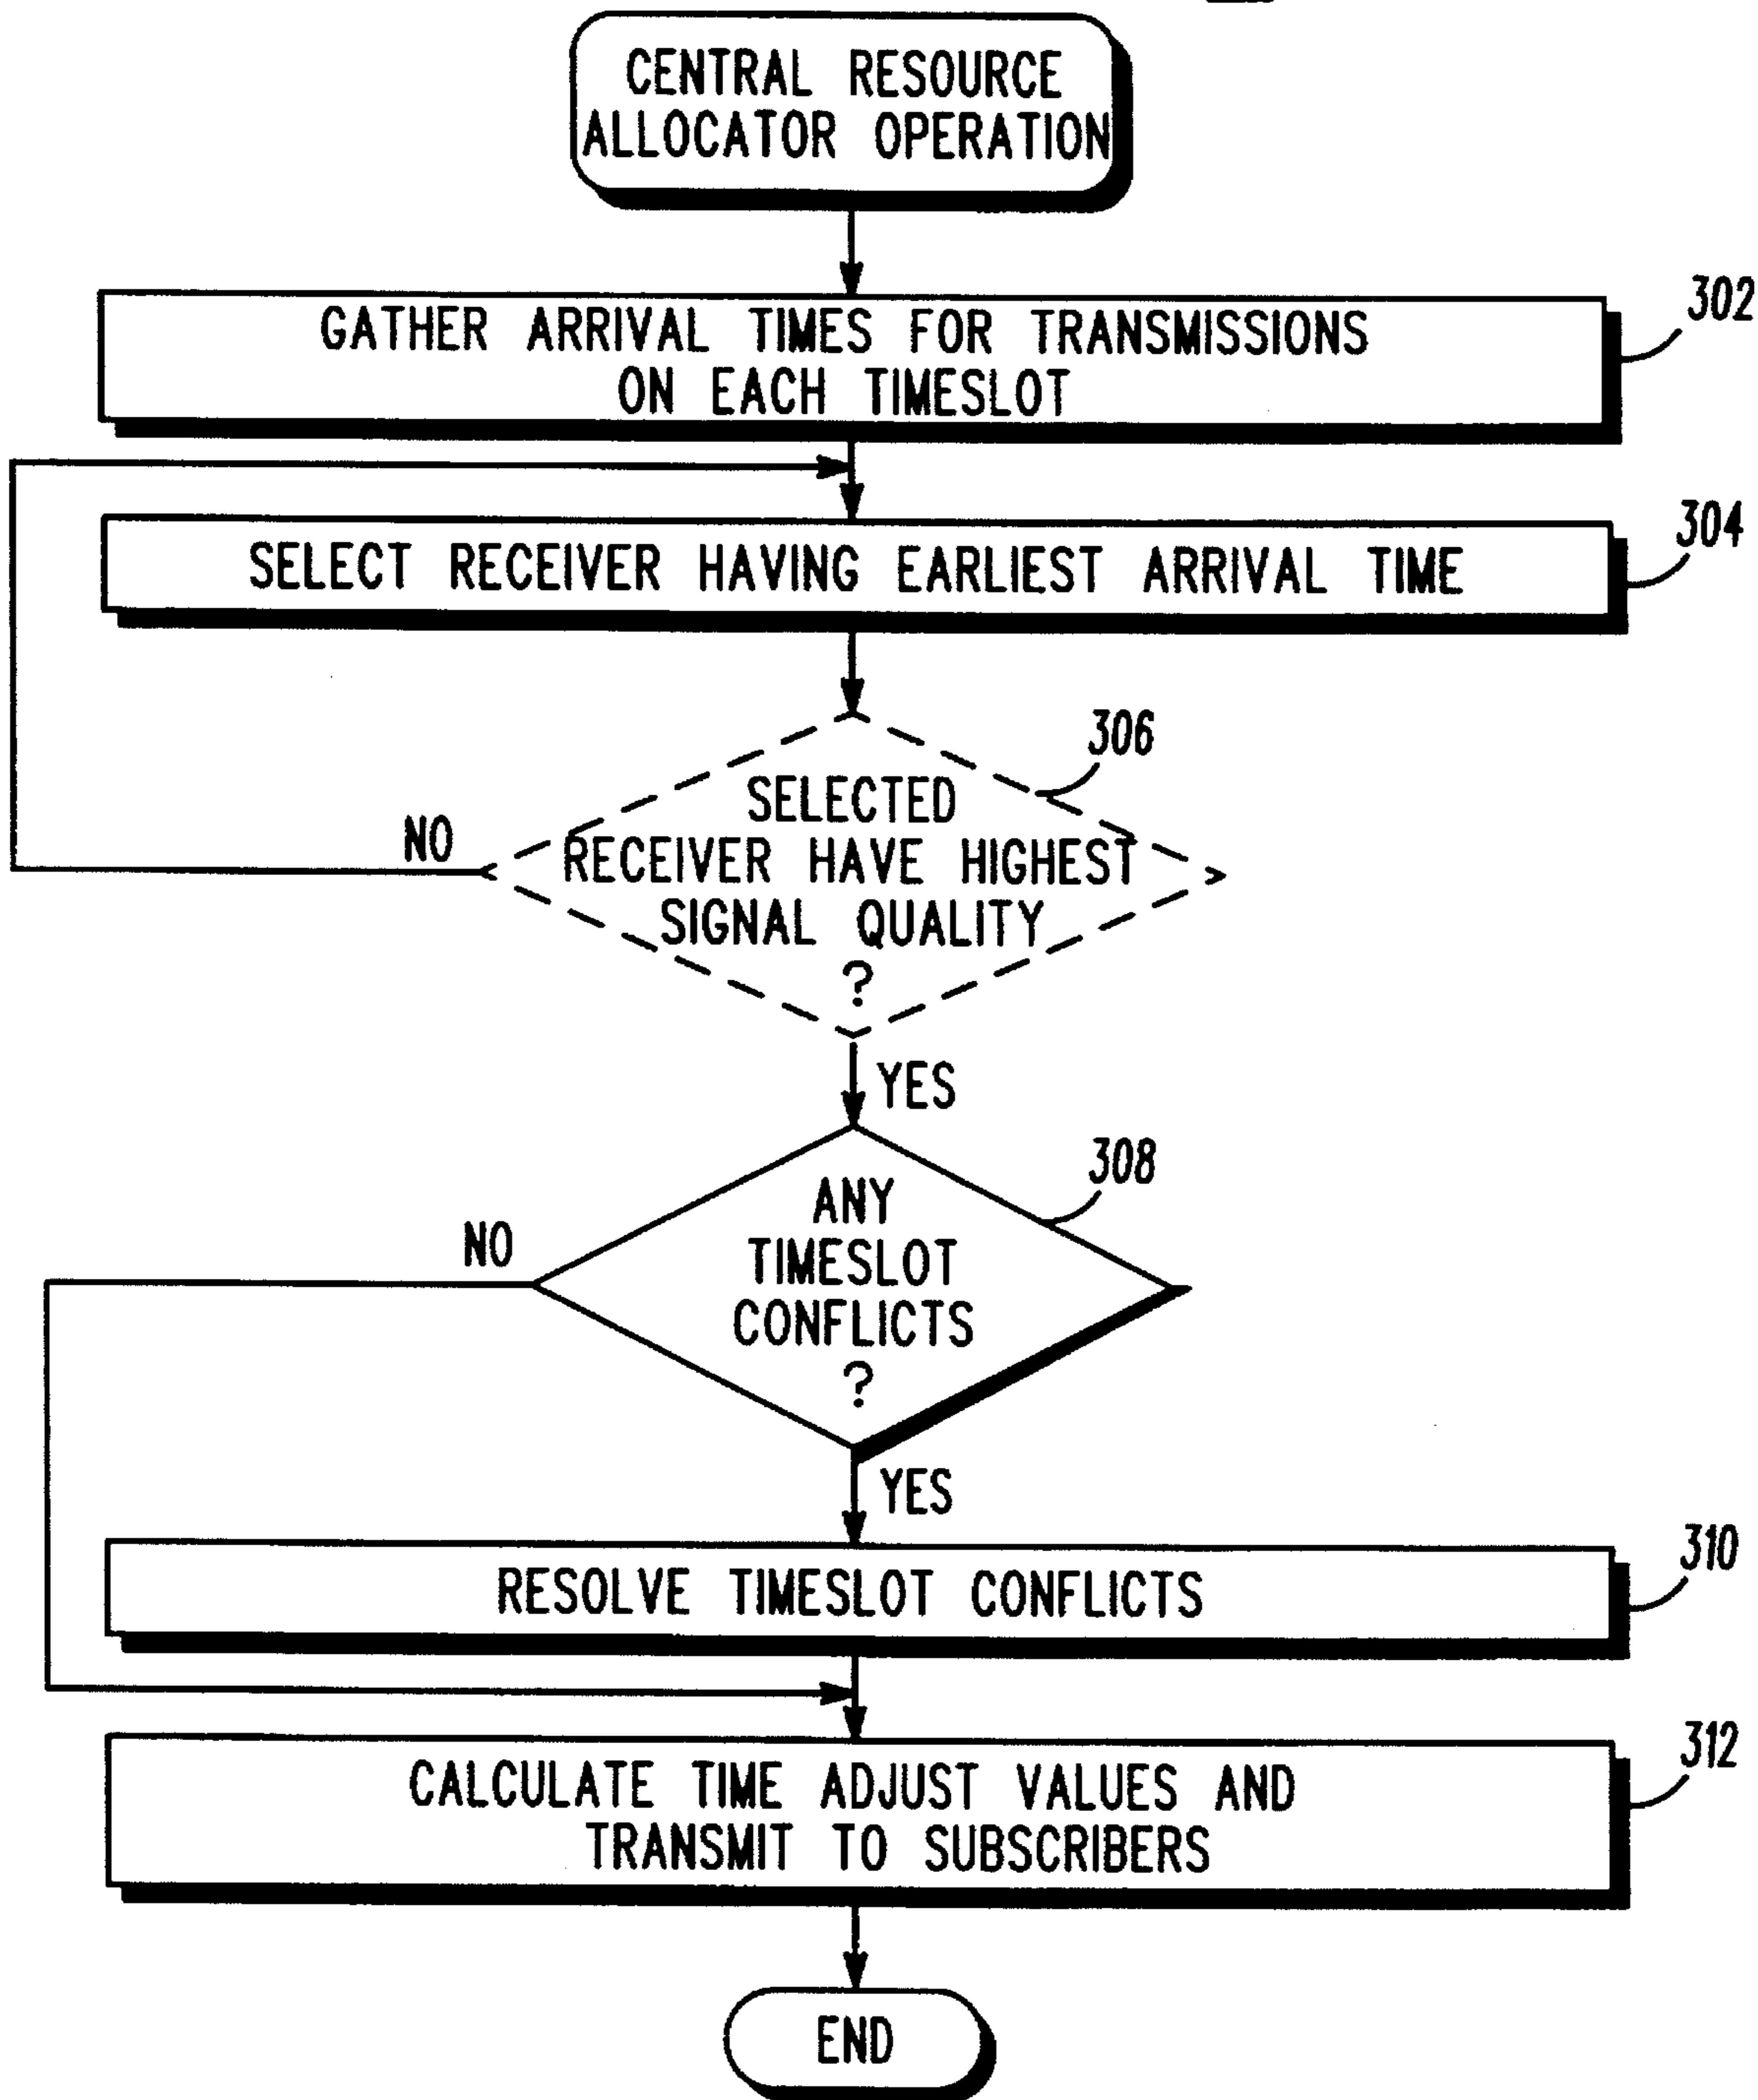 CENTRAL RESOURCE
ALLOCATOR OPERATION
GATHER ARRIVAL TIMES FOR TRANSMISSIONS
ON EACH TIMESLOT
302
SELECT RECEIVER HAVING EARLIEST ARRIVAL TIME
304
306
SELECTED
RECEIVER HAVE HIGHEST
SIGNAL QUALITY
?
NO
YES
308
ANY
TIMESLOT
CONFLICTS
?
NO
YES
RESOLVE TIMESLOT CONFLICTS
310
CALCULATE TIME ADJUST VALUES AND
TRANSMIT TO SUBSCRIBERS
312
END